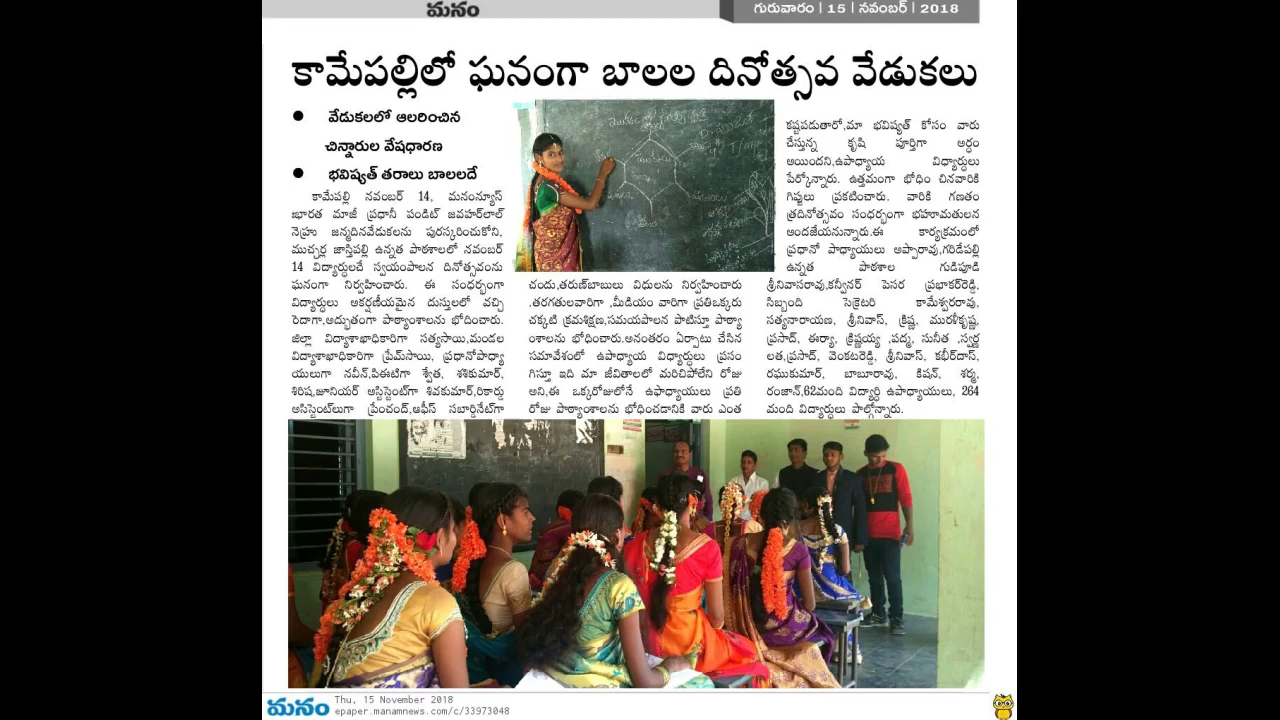 మనం
గురువారం | 15 | నవంబర్ | 2018
కామేపల్లిలో ఘనంగా బాలల దినోత్సవ వేడుకలు
● వేడుకలలో ఆలరించిన
చిన్నారుల వేషధారణ
● భవిష్యత్ తరాలు బాలలదే
కామేపల్లి నవంబర్ 14, మనంన్యూస్
:భారత మాజీ ప్రధానీ పండిట్ జవహర్‌లాల్
నెహ్రు జన్మదినవేడుకలను పురస్కరించుకోని,
ముచ్చర్ల జాస్తిపల్లి ఉన్నత పాఠశాలలో నవంబర్
14 విద్యార్ధులచే స్వయంపాలన దినోత్సవంను
ఘనంగా నిర్వహించారు. ఈ సంధర్భంగా
విద్యార్ధులు ఆకర్షణీయమైన దుస్తులలో వచ్చి
రెదాగా,అద్భుతంగా పాఠ్యాంశాలను భోదించారు.
జిల్లా విద్యాశాఖాధికారిగా సత్యసాయి,మండల
విద్యాశాఖాధికారిగా ప్రేమ్‌సాయి, ప్రధానోపాధ్యా
యులుగా నవీన్,పిఈటిగా శ్వేత, శశికుమార్,
శిరిష,జూనియర్ అసిస్టెంట్‌గా శివకుమార్,రికార్డు
అసిస్టెంట్‌లుగా ప్రేంచంద్,ఆఫీస్ సబార్డినేట్‌గా
చందు,తరుణ్‌బాబులు విధులను నిర్వహించారు
.తరగతులవారిగా ,మీడియం వారిగా ప్రతిఒక్కరు
చక్కటి క్రమశిక్షణ,సమయపాలన పాటిస్తూ పాఠ్యా
ంశాలను భోధించారు.అనంతరం ఏర్పాటు చేసిన
సమావేశంలో ఉపాధ్యాయ విధ్యార్ధులు ప్రసం
గిస్తూ ఇది మా జీవితాలలో మరిచిపోలేని రోజు
అని,ఈ ఒక్కరోజులోనే ఉపాధ్యాయులు ప్రతి
రోజు పాఠ్యాంశాలను భోధించడానికి వారు ఎంత
కష్టపడుతారో,మా భవిష్యత్ కోసం వారు
చేస్తున్న కృషి పూర్తిగా అర్ధం
అయిందని,ఉపాధ్యాయ విధ్యార్ధులు
పేర్కోన్నారు. ఉత్తమంగా భోధిం చినవారికి
గిప్టులు ప్రకటించారు. వారికి గణతం
త్రదినోత్సవం సంధర్భంగా భహూమతులన
అందజేయనున్నారు.ఈ కార్యక్రమంలో
ప్రధానో పాధ్యాయులు అప్పారావు,గరిడేపల్లి
ఉన్నత పాఠశాల గుడిపూడి
శ్రీనివాసరావు,కన్వీనర్ పెసర ప్రభాకర్‌రెడ్డి,
సిబ్బంది సెక్రెటరి కామేశ్వరరావు,
సత్యనారాయణ, శ్రీనివాస్, క్రిష్ణ, మురళీకృష్ణ,
ప్రసాద్, ఈర్యా, క్రిష్ణయ్య ,పద్మ, సునీత ,స్వర్ణ
లత,ప్రసాద్, వెంకటరెడ్డి, శ్రీనివాస్, కభీర్‌దాస్,
రఘుకుమార్, బాబూరావు, కిషన్, శర్మ,
రంజాన్,62మంది విద్యార్ధి ఉపాధ్యాయులు, 264
మంది విద్యార్ధులు పాల్గోన్నారు.
మనం
Thu, 15 November 2018
epaper.manamnews.com/c/33973048